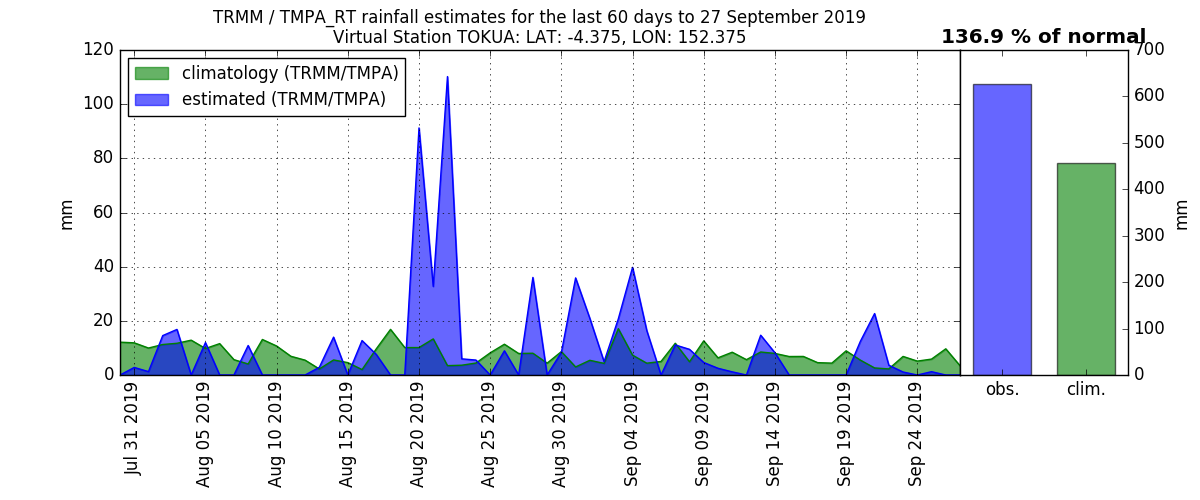 TRMM / TMPA_RT rainfall estimates for the last 60 days to 27 September 2019
Virtual Station TOKUA: LAT: -4.375, LON: 152.375
136.9 % of normal
climatology (TRMM/TMPA)
estimated (TRMM/TMPA)
mm
120
100
80
60
40
20
0
Jul 31 2019
Aug 05 2019
Aug 10 2019
Aug 15 2019
Aug 20 2019
Aug 25 2019
Aug 30 2019
Sep 04 2019
Sep 09 2019
Sep 14 2019
Sep 19 2019
Sep 24 2019
obs.
clim.
700
600
500
400
300
200
100
0
mm